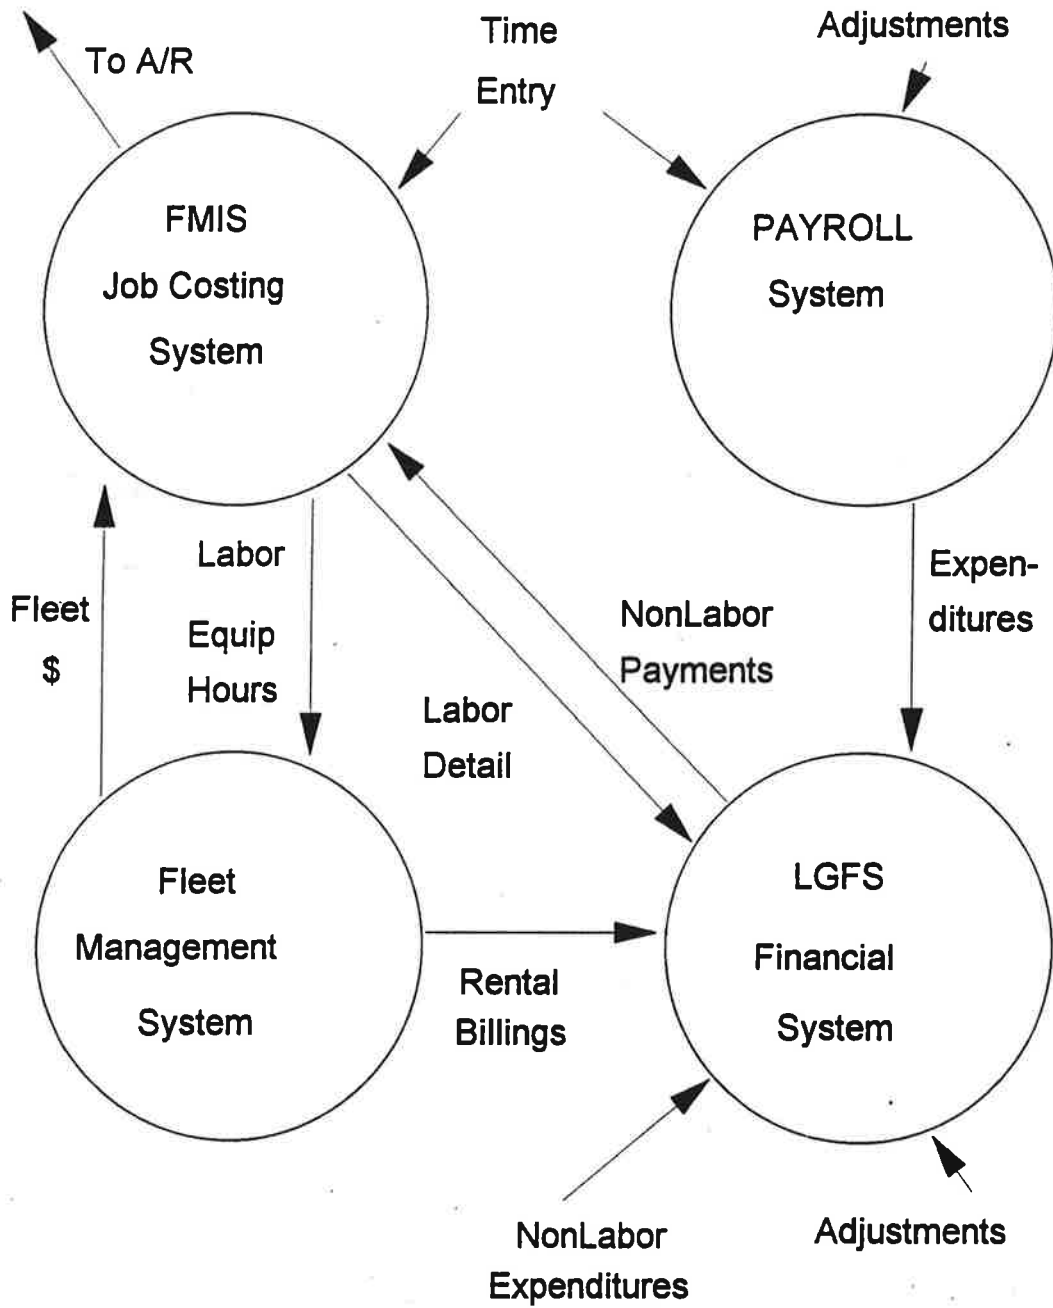 To A/R
Time
Entry
Adjustments
FMIS
Job Costing
System
PAYROLL
System
Fleet
$
Labor
Equip
Hours
Labor
Detail
NonLabor
Payments
Expen-
ditures
Fleet
Management
System
Rental
Billings
LGFS
Financial
System
NonLabor
Expenditures
Adjustments